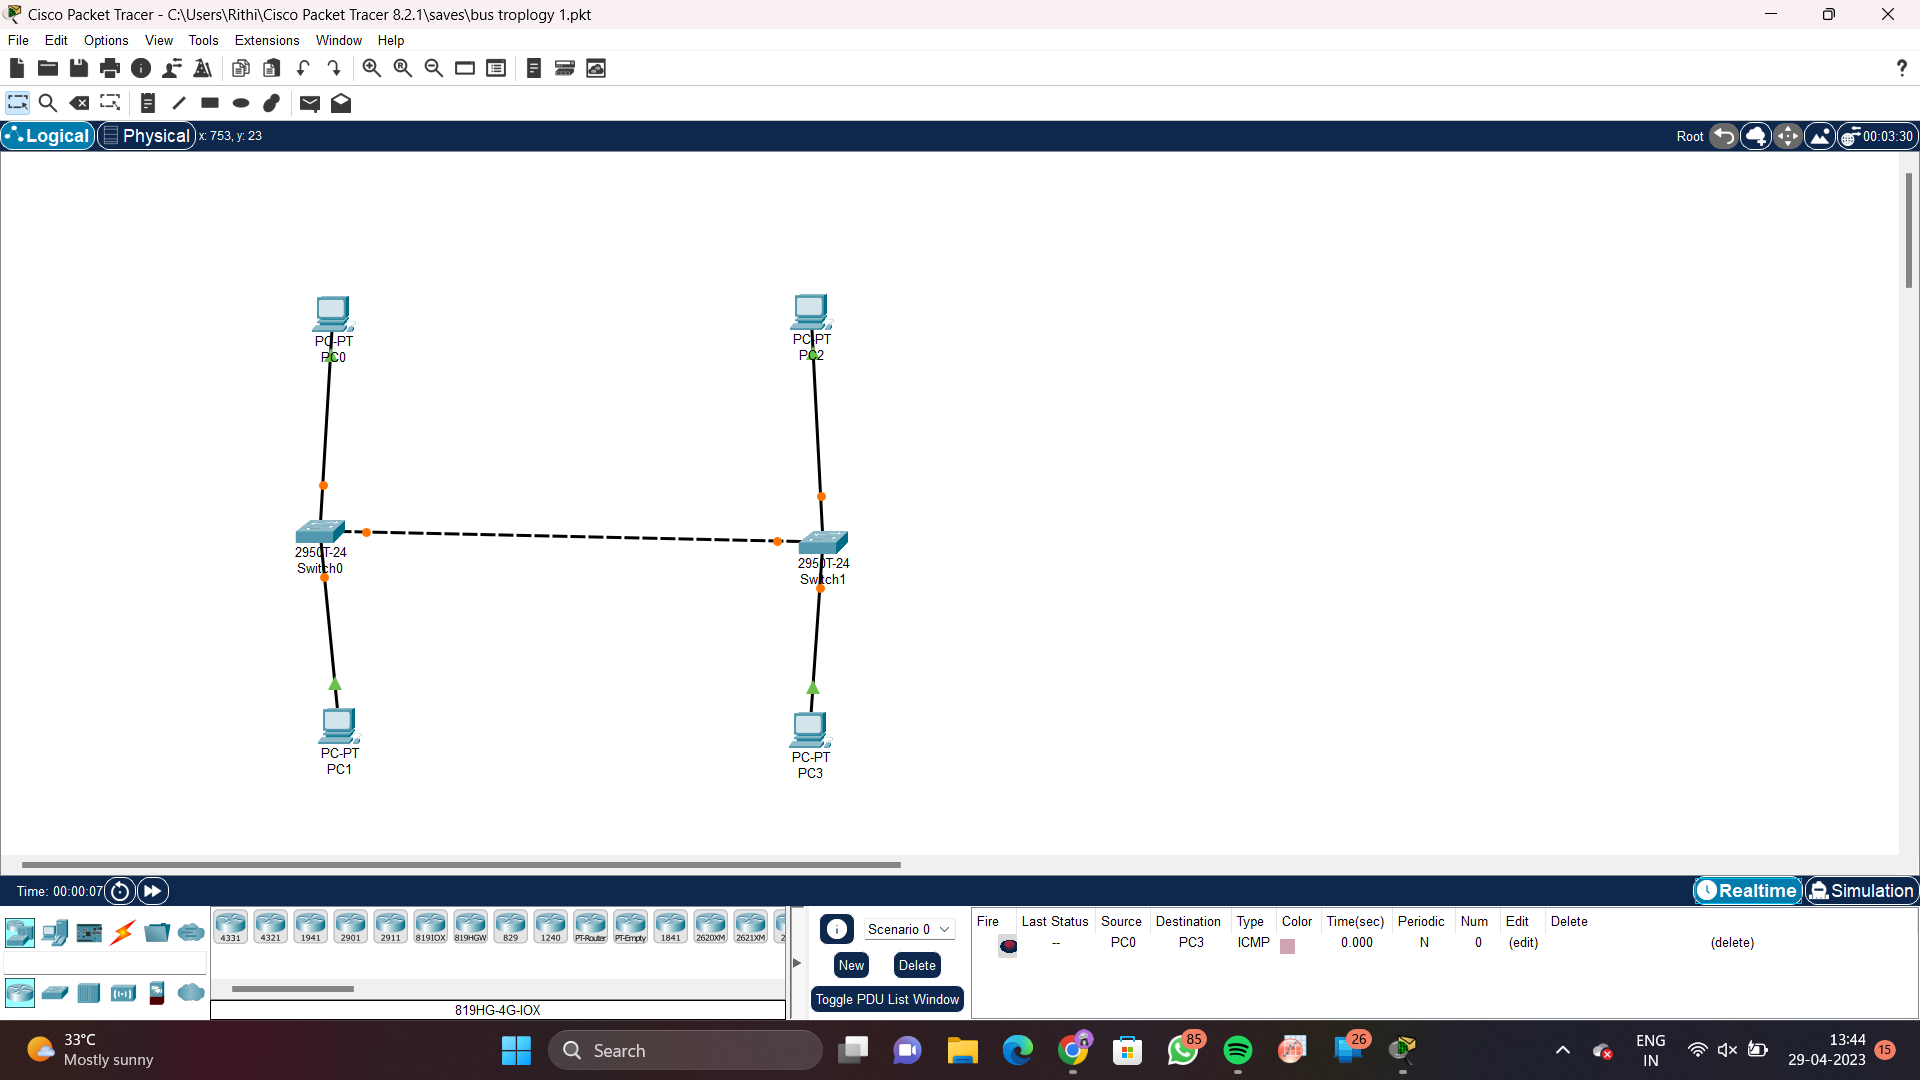 Cisco Packet Tracer - C:\Users\Rithi\Cisco Packet Tracer 8.2.1\saves\bus troplogy 1.pkt
File Edit Options View Tools Extensions Window Help
?
Logical Physical x: 753, y: 23 Root 00:03:30
PC-PT
PC0
PC-PT
PC2
2950T-24
Switch0
2950T-24
Switch1
PC-PT
PC1
PC-PT
PC3
Time: 00:00:07 Realtime Simulation
4331 4321 1941 2901 2911 819IOX 819HGW 829 1240 PT-Router PT-Empty 1841 2620XM 2621XM 2
819HG-4G-IOX
Scenario 0
New Delete
Toggle PDU List Window
Fire Last Status Source Destination Type Color Time(sec) Periodic Num Edit Delete
-- PC0 PC3 ICMP 0.000 N 0 (edit) (delete)
33°C
Mostly sunny
Search
85
26
ENG
IN
13:44
29-04-2023
15